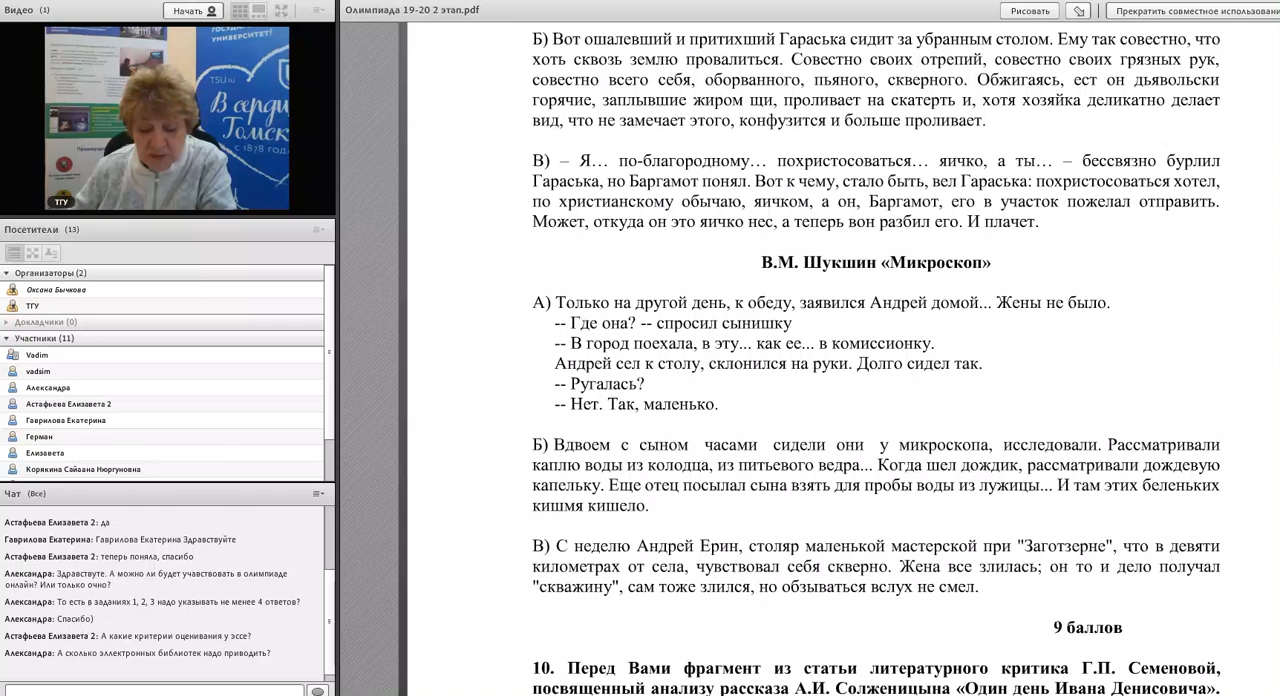 Видео (1)
Начать
Олимпиада 19-20 2 этап.pdf
Рисовать
Прекратить совместное использовани
УНИВЕРСИТЕТ!
TSU.ru
В сердце
Томска
с 1878 год
ТГУ
Посетители (13)
Организаторы (2)
Оксана Бычкова
ТГУ
Докладчики (0)
Участники (11)
Vadim
vadsim
Александра
Астафьева Елизавета 2
Гаврилова Екатерина
Герман
Елизавета
Корякина Сайаана Нюргуновна
Чат (Все)
Астафьева Елизавета 2: да
Гаврилова Екатерина: Гаврилова Екатерина Здравствуйте
Астафьева Елизавета 2: теперь поняла, спасибо
Александра: Здравствуте. А можно ли будет учавствовать в олимпиаде
онлайн? Или только очно?
Александра: То есть в заданиях 1, 2, 3 надо указывать не менее 4 ответов?
Александра: Спасибо)
Астафьева Елизавета 2: А какие критерии оценивания у эссе?
Александра: А сколько эллектронных библиотек надо приводить?
Б) Вот ошалевший и притихший Гараська сидит за убранным столом. Ему так совестно, что
хоть сквозь землю провалиться. Совестно своих отрепий, совестно своих грязных рук,
совестно всего себя, оборванного, пьяного, скверного. Обжигаясь, ест он дьявольски
горячие, заплывшие жиром щи, проливает на скатерть и, хотя хозяйка деликатно делает
вид, что не замечает этого, конфузится и больше проливает.
В) – Я… по-благородному… похристосоваться… яичко, а ты… – бессвязно бурлил
Гараська, но Баргамот понял. Вот к чему, стало быть, вел Гараська: похристосоваться хотел,
по христианскому обычаю, яичком, а он, Баргамот, его в участок пожелал отправить.
Может, откуда он это яичко нес, а теперь вон разбил его. И плачет.
В.М. Шукшин «Микроскоп»
А) Только на другой день, к обеду, заявился Андрей домой... Жены не было.
-- Где она? -- спросил сынишку
-- В город поехала, в эту... как ее... в комиссионку.
Андрей сел к столу, склонился на руки. Долго сидел так.
-- Ругалась?
-- Нет. Так, маленько.
Б) Вдвоем с сыном часами сидели они у микроскопа, исследовали. Рассматривали
каплю воды из колодца, из питьевого ведра... Когда шел дождик, рассматривали дождевую
капельку. Еще отец посылал сына взять для пробы воды из лужицы... И там этих беленьких
кишмя кишело.
В) С неделю Андрей Ерин, столяр маленькой мастерской при "Заготзерне", что в девяти
километрах от села, чувствовал себя скверно. Жена все злилась; он то и дело получал
"скважину", сам тоже злился, но обзываться вслух не смел.
9 баллов
10. Перед Вами фрагмент из статьи литературного критика Г.П. Семеновой,
посвященный анализу рассказа А.И. Солженицына «Один день Ивана Денисовича».